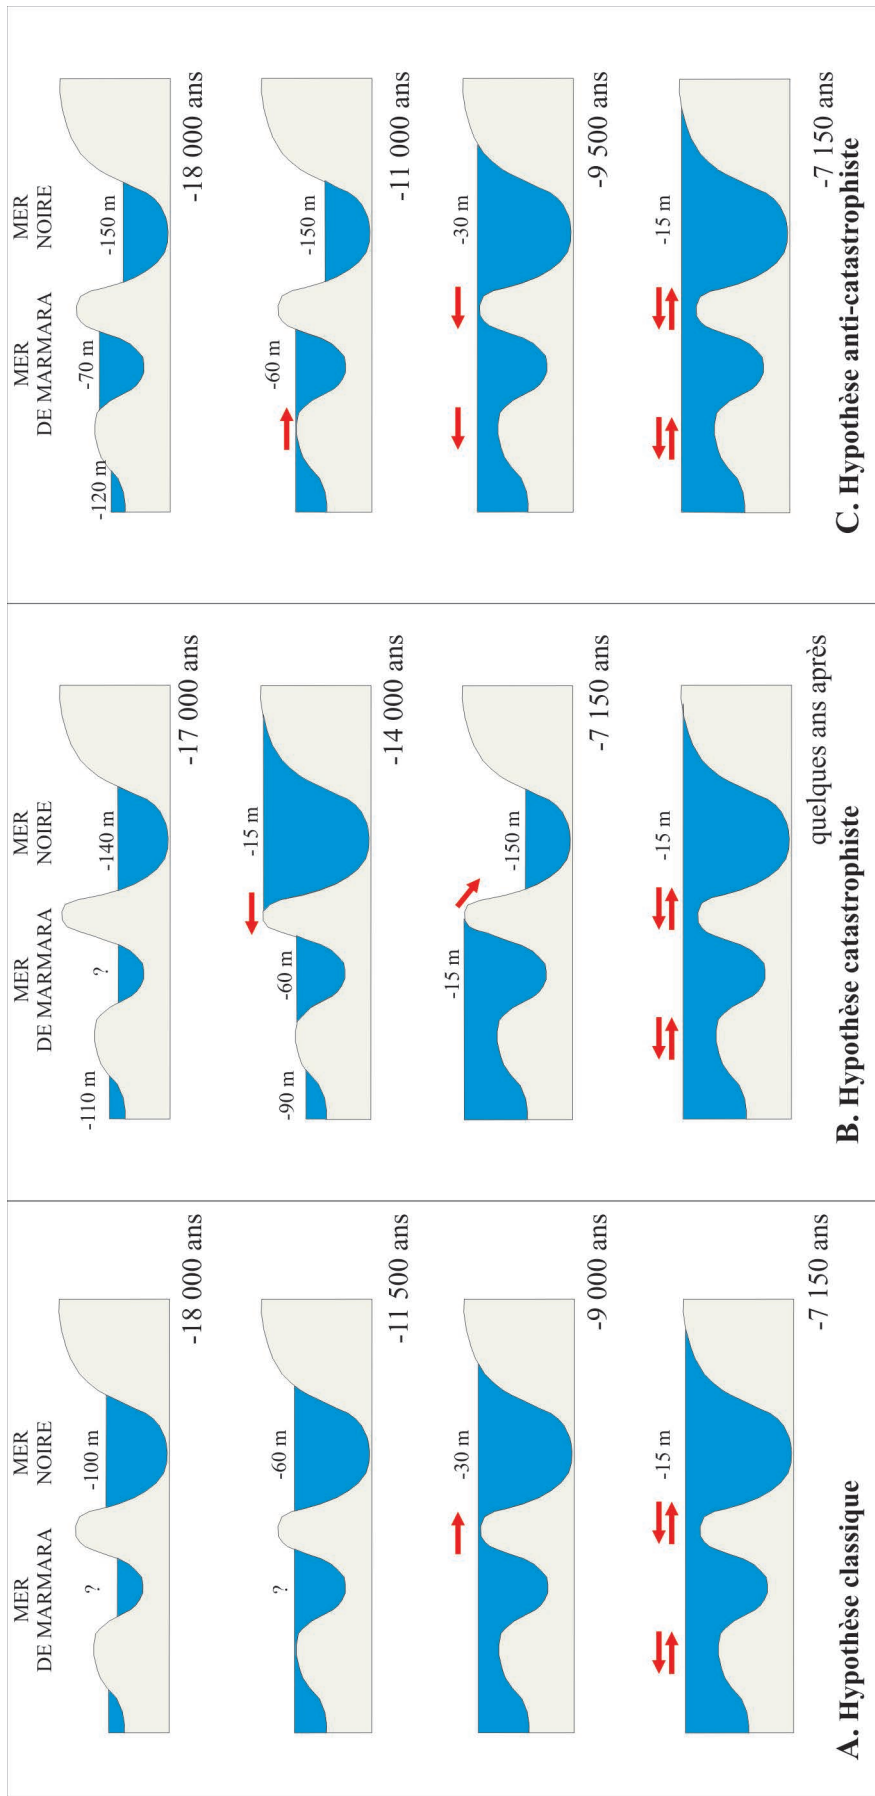 MER
DE MARMARA
MER
NOIRE
?
-100 m
-18 000 ans
?
-60 m
-11 500 ans
-30 m
-9 000 ans
-15 m
-7 150 ans
A. Hypothèse classique
MER
DE MARMARA
MER
NOIRE
-110 m
?
-140 m
-17 000 ans
-90 m
-60 m
-15 m
-14 000 ans
-15 m
-150 m
-7 150 ans
-15 m
quelques ans après
B. Hypothèse catastrophiste
MER
DE MARMARA
MER
NOIRE
-120 m
-70 m
-150 m
-18 000 ans
-60 m
-150 m
-11 000 ans
-30 m
-9 500 ans
-15 m
-7 150 ans
C. Hypothèse anti-catastrophiste